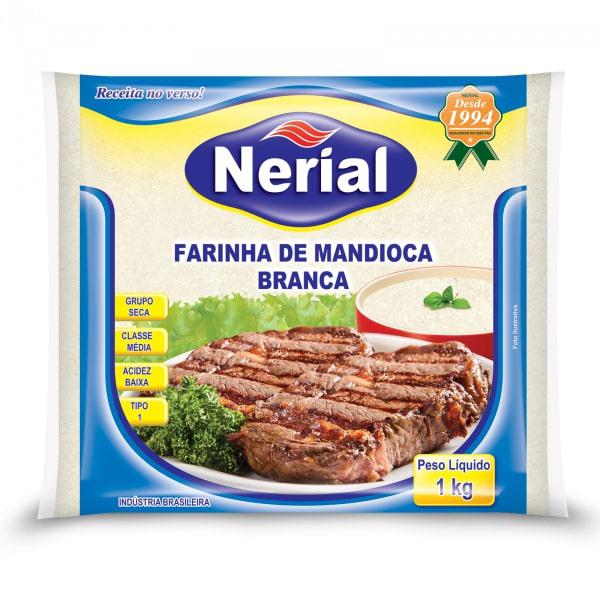 Receita no verso!
NERIAL
Desde
1994
Nerial
FARINHA DE MANDIOCA
BRANCA
GRUPO
SECA
CLASSE
MÉDIA
ACIDEZ
BAIXA
TIPO
1
Foto ilustrativa
Peso Líquido
1 kg
INDÚSTRIA BRASILEIRA